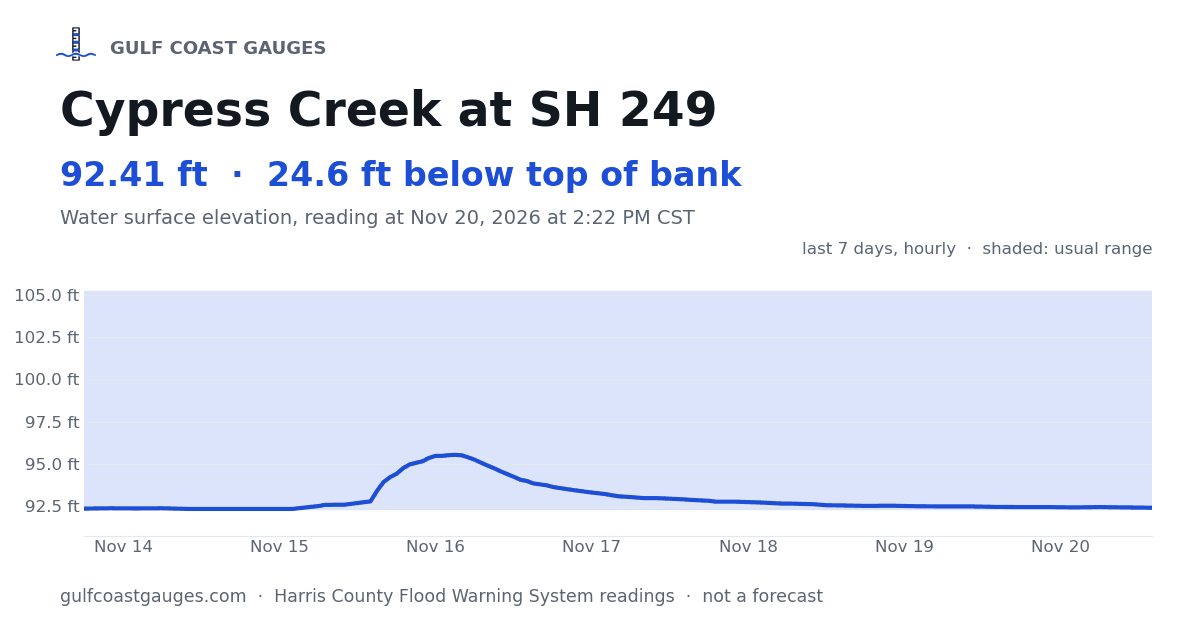 GULF COAST GAUGES
Cypress Creek at SH 249
92.41 ft · 24.6 ft below top of bank
Water surface elevation, reading at Nov 20, 2026 at 2:22 PM CST
last 7 days, hourly · shaded: usual range
105.0 ft
102.5 ft
100.0 ft
97.5 ft
95.0 ft
92.5 ft
Nov 14 Nov 15 Nov 16 Nov 17 Nov 18 Nov 19 Nov 20
gulfcoastgauges.com · Harris County Flood Warning System readings · not a forecast